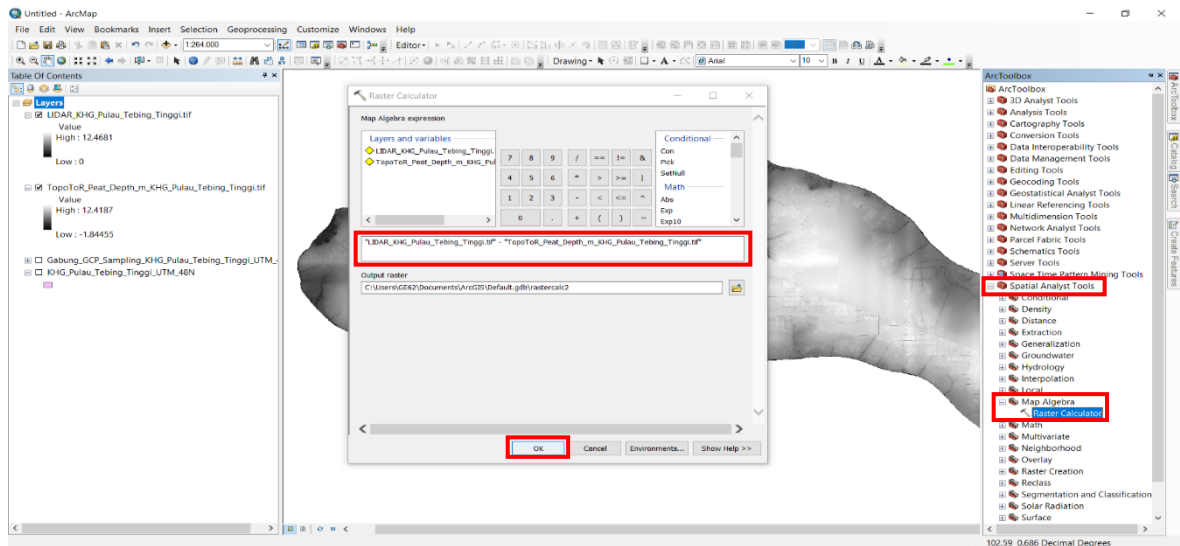 Untitled - ArcMap
File Edit View Bookmarks Insert Selection Geoprocessing Customize Windows Help
1:264.000
Editor
Drawing
Arial
10
B I U
Table Of Contents
Layers
LIDAR_KHG_Pulau_Tebing_Tinggi.tif
Value
High : 12.4681
Low : 0
TopoToR_Peat_Depth_m_KHG_Pulau_Tebing_Tinggi.tif
Value
High : 12.4187
Low : -1.84455
Gabung_GCP_Sampling_KHG_Pulau_Tebing_Tinggi_UTM_
KHG_Pulau_Tebing_Tinggi_UTM_48N
Raster Calculator
Map Algebra expression
Layers and variables
LIDAR_KHG_Pulau_Tebing_Tinggi.
TopoToR_Peat_Depth_m_KHG_Pul
7 8 9 / == != &
4 5 6 * > >= |
1 2 3 - < <= ^
0 . + ( ) ~
Conditional
Con
Pick
SetNull
Math
Abs
Exp
Exp10
"LIDAR_KHG_Pulau_Tebing_Tinggi.tif" - "TopoToR_Peat_Depth_m_KHG_Pulau_Tebing_Tinggi.tif"
Output raster
C:\Users\GE62\Documents\ArcGIS\Default.gdb\rastercalc2
OK Cancel Environments... Show Help >>
ArcToolbox
ArcToolbox
3D Analyst Tools
Analysis Tools
Cartography Tools
Conversion Tools
Data Interoperability Tools
Data Management Tools
Editing Tools
Geocoding Tools
Geostatistical Analyst Tools
Linear Referencing Tools
Multidimension Tools
Network Analyst Tools
Parcel Fabric Tools
Schematics Tools
Server Tools
Space Time Pattern Mining Tools
Spatial Analyst Tools
Conditional
Density
Distance
Extraction
Generalization
Groundwater
Hydrology
Interpolation
Local
Map Algebra
Raster Calculator
Math
Multivariate
Neighborhood
Overlay
Raster Creation
Reclass
Segmentation and Classification
Solar Radiation
Surface
ArcToolbox
Catalog
Search
Create Features
102.59 0.686 Decimal Degrees